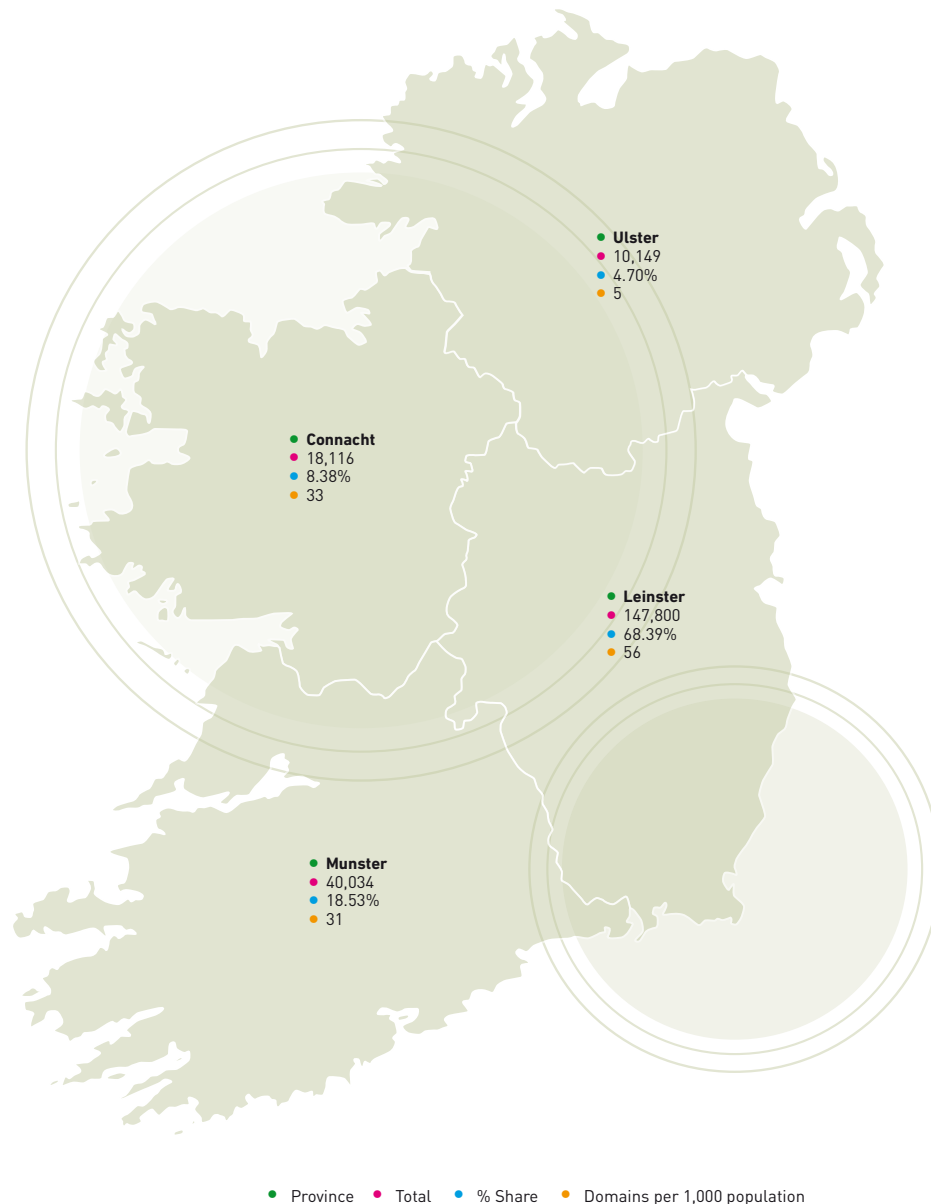 Ulster
10,149
4.70%
5
Connacht
18,116
8.38%
33
Leinster
147,800
68.39%
56
Munster
40,034
18.53%
31
Province Total % Share Domains per 1,000 population